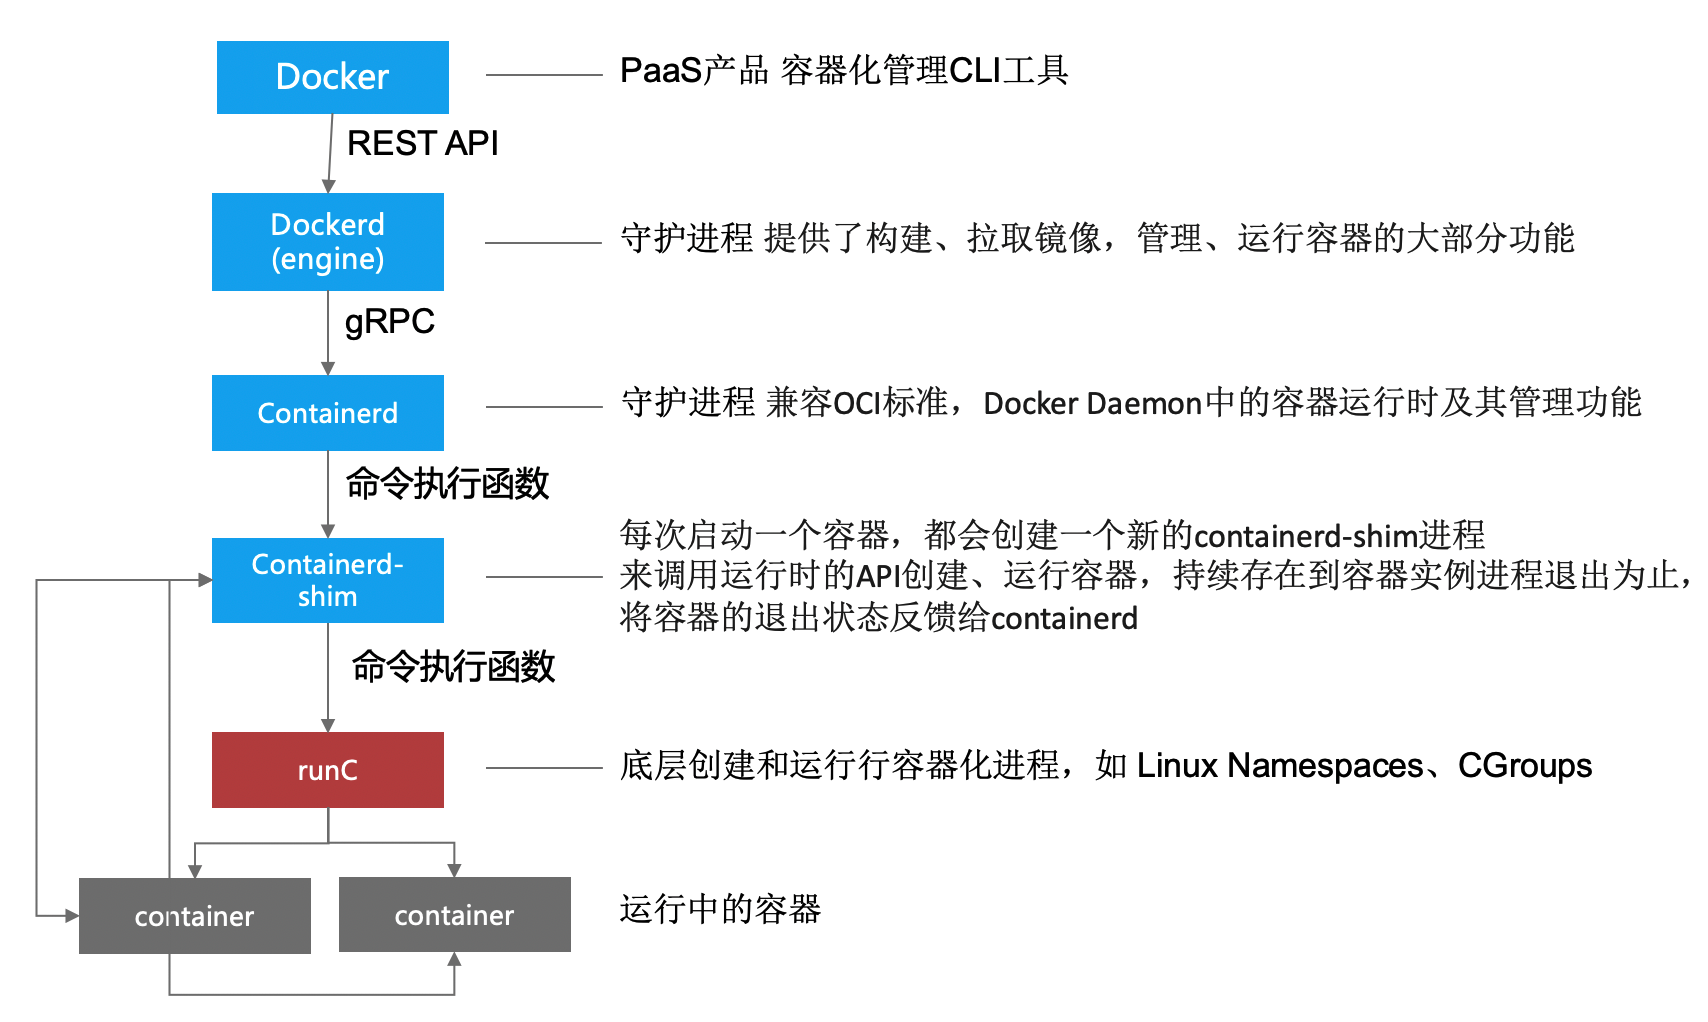 Docker
PaaS产品 容器化管理CLI工具
REST API
Dockerd
(engine)
守护进程 提供了构建、拉取镜像，管理、运行容器的大部分功能
gRPC
Containerd
守护进程 兼容OCI标准，Docker Daemon中的容器运行时及其管理功能
命令执行函数
Containerd-
shim
每次启动一个容器，都会创建一个新的containerd-shim进程
来调用运行时的API创建、运行容器，持续存在到容器实例进程退出为止，
将容器的退出状态反馈给containerd
命令执行函数
runC
底层创建和运行行容器化进程，如 Linux Namespaces、CGroups
container
container
运行中的容器